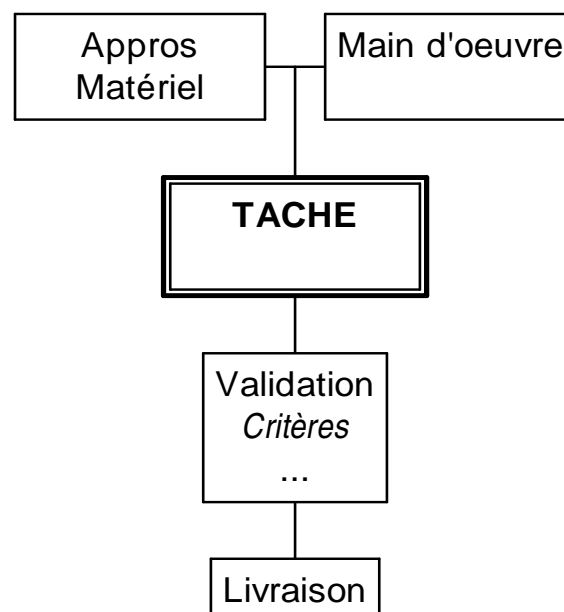 Appros
Matériel
Main d'oeuvre
TACHE
Validation
Critères
...
Livraison